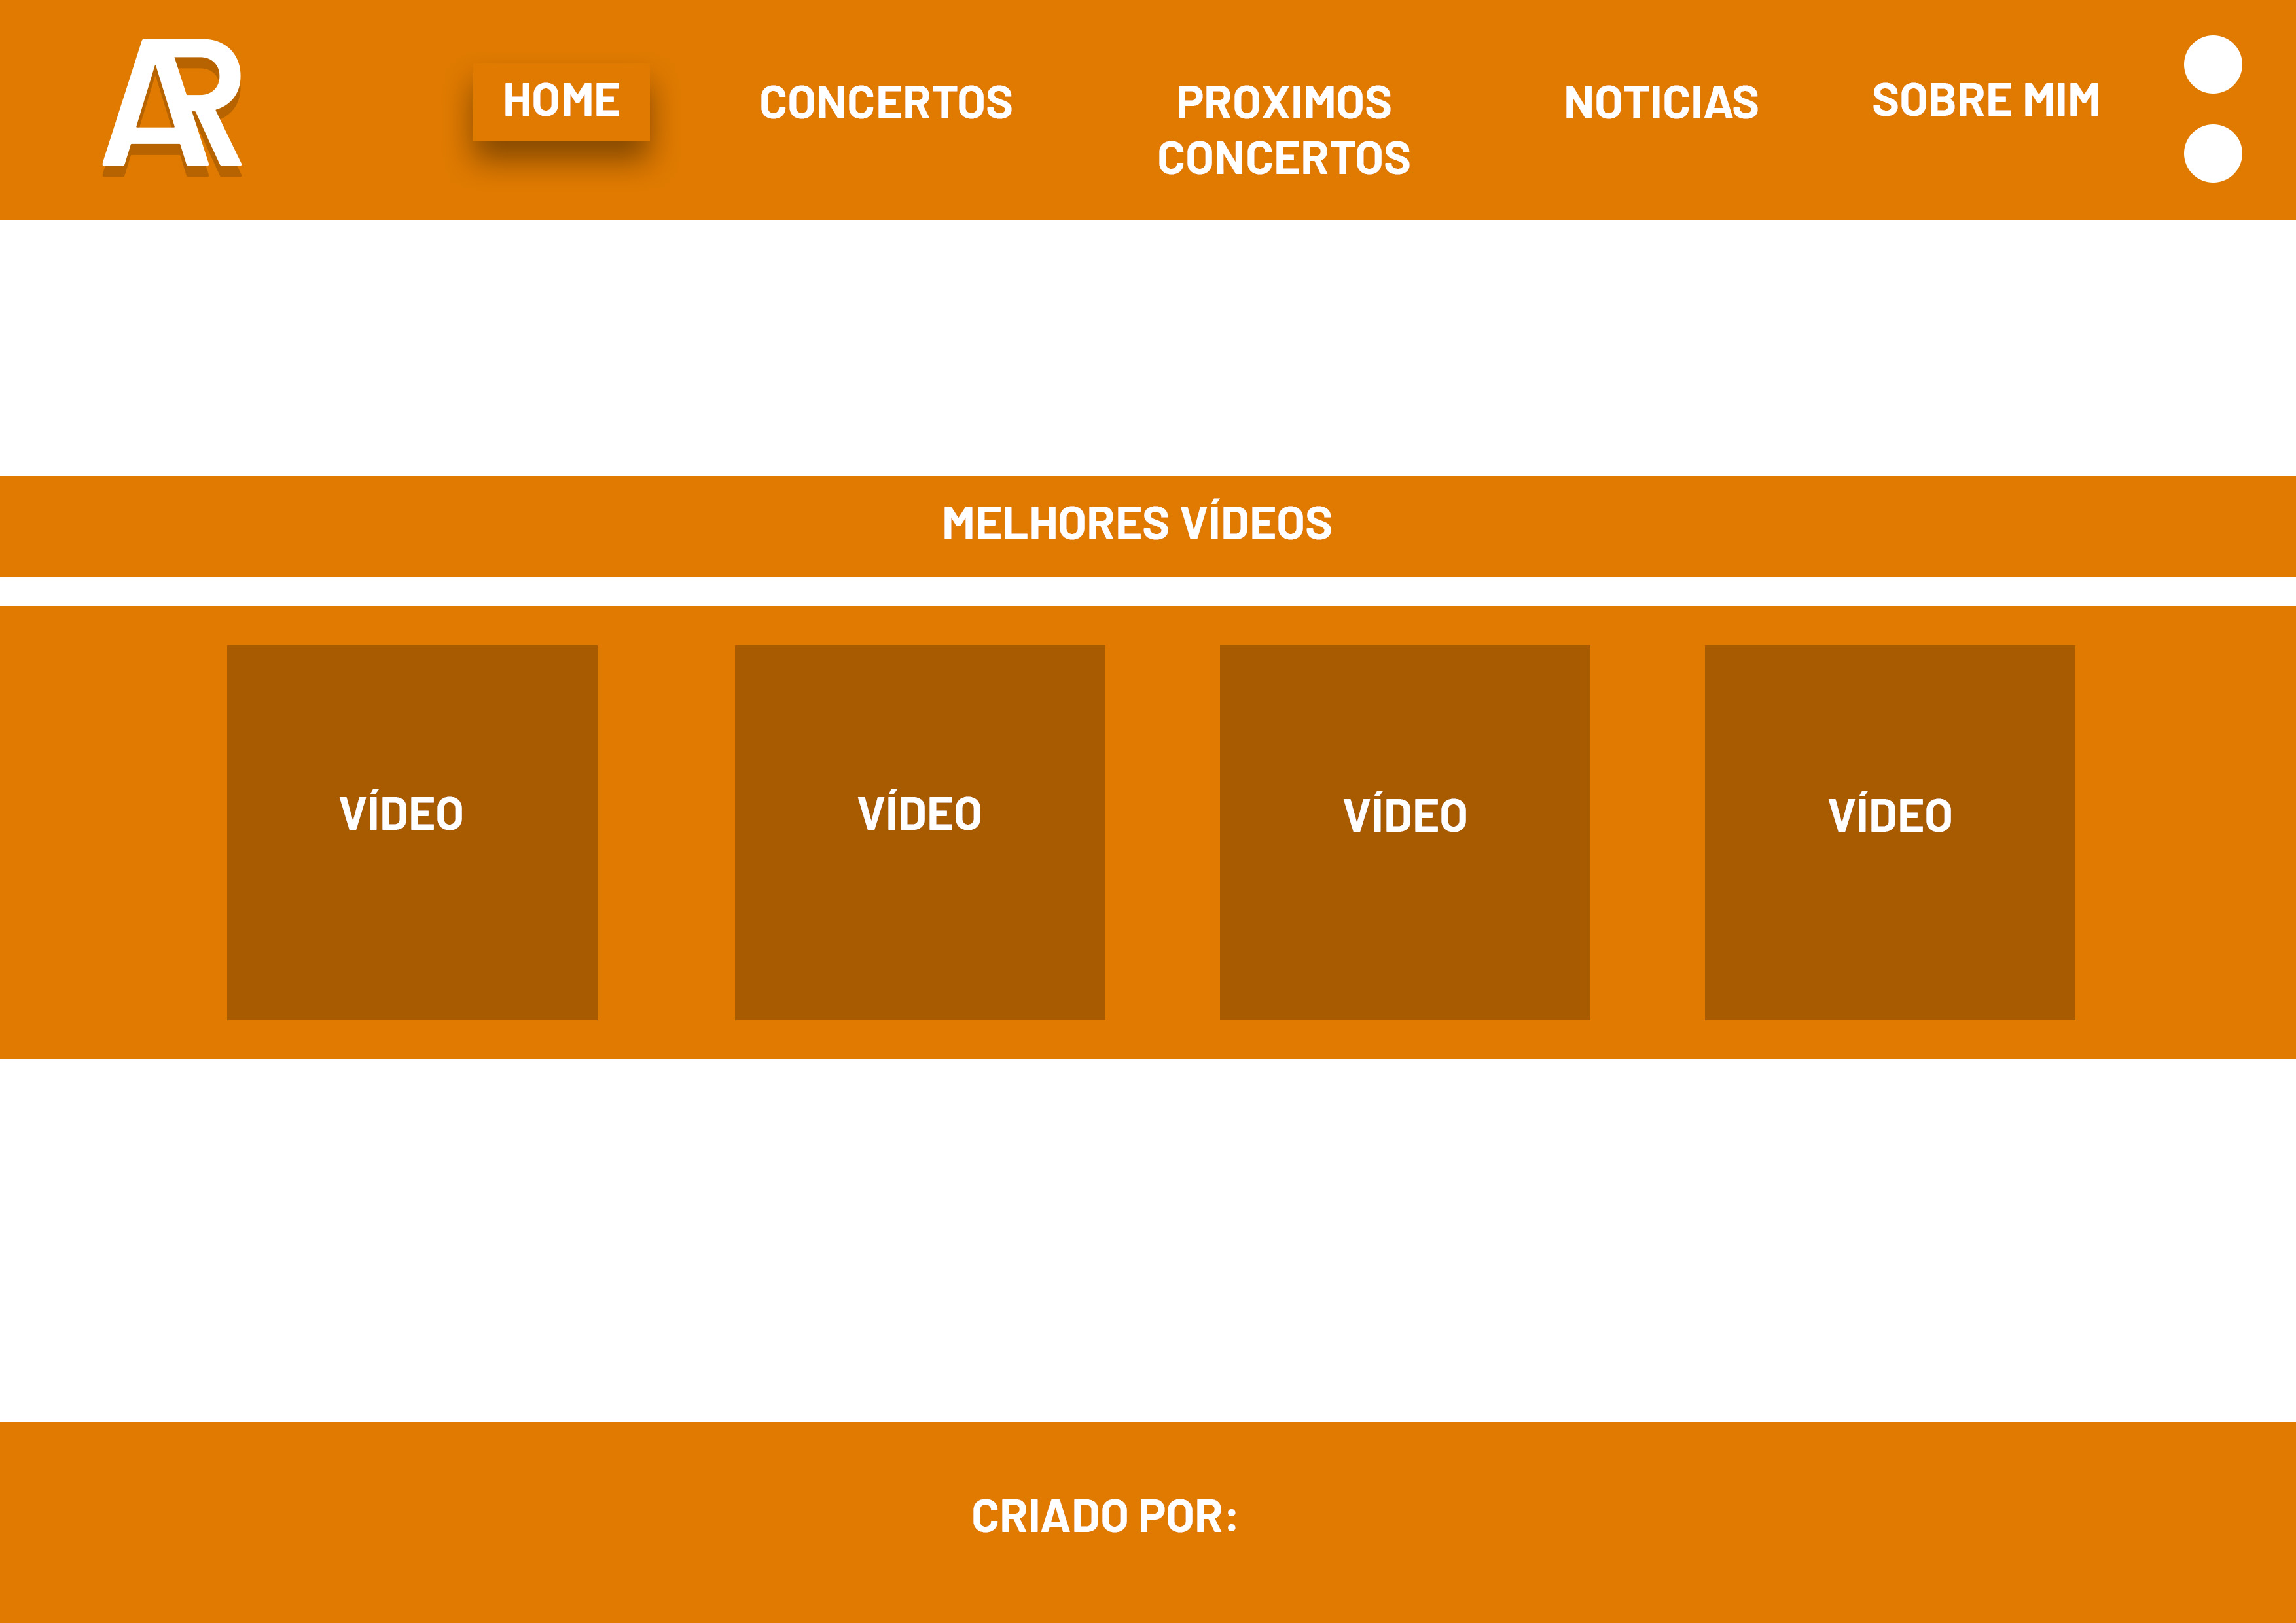 AR
HOME
CONCERTOS
PROXIMOS
CONCERTOS
NOTICIAS
SOBRE MIM
MELHORES VÍDEOS
VÍDEO
VÍDEO
VÍDEO
VÍDEO
CRIADO POR: